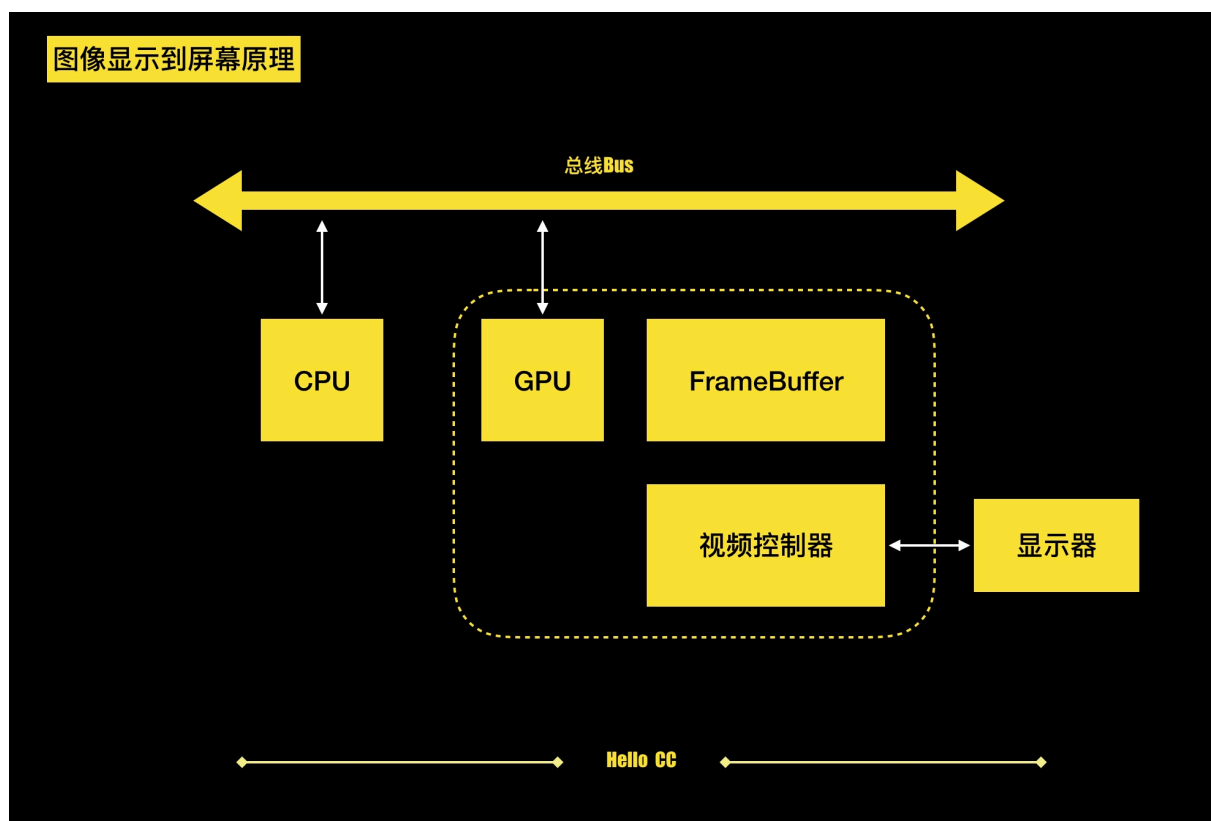 图像显示到屏幕原理
总线Bus
CPU
GPU
FrameBuffer
视频控制器
显示器
Hello CC